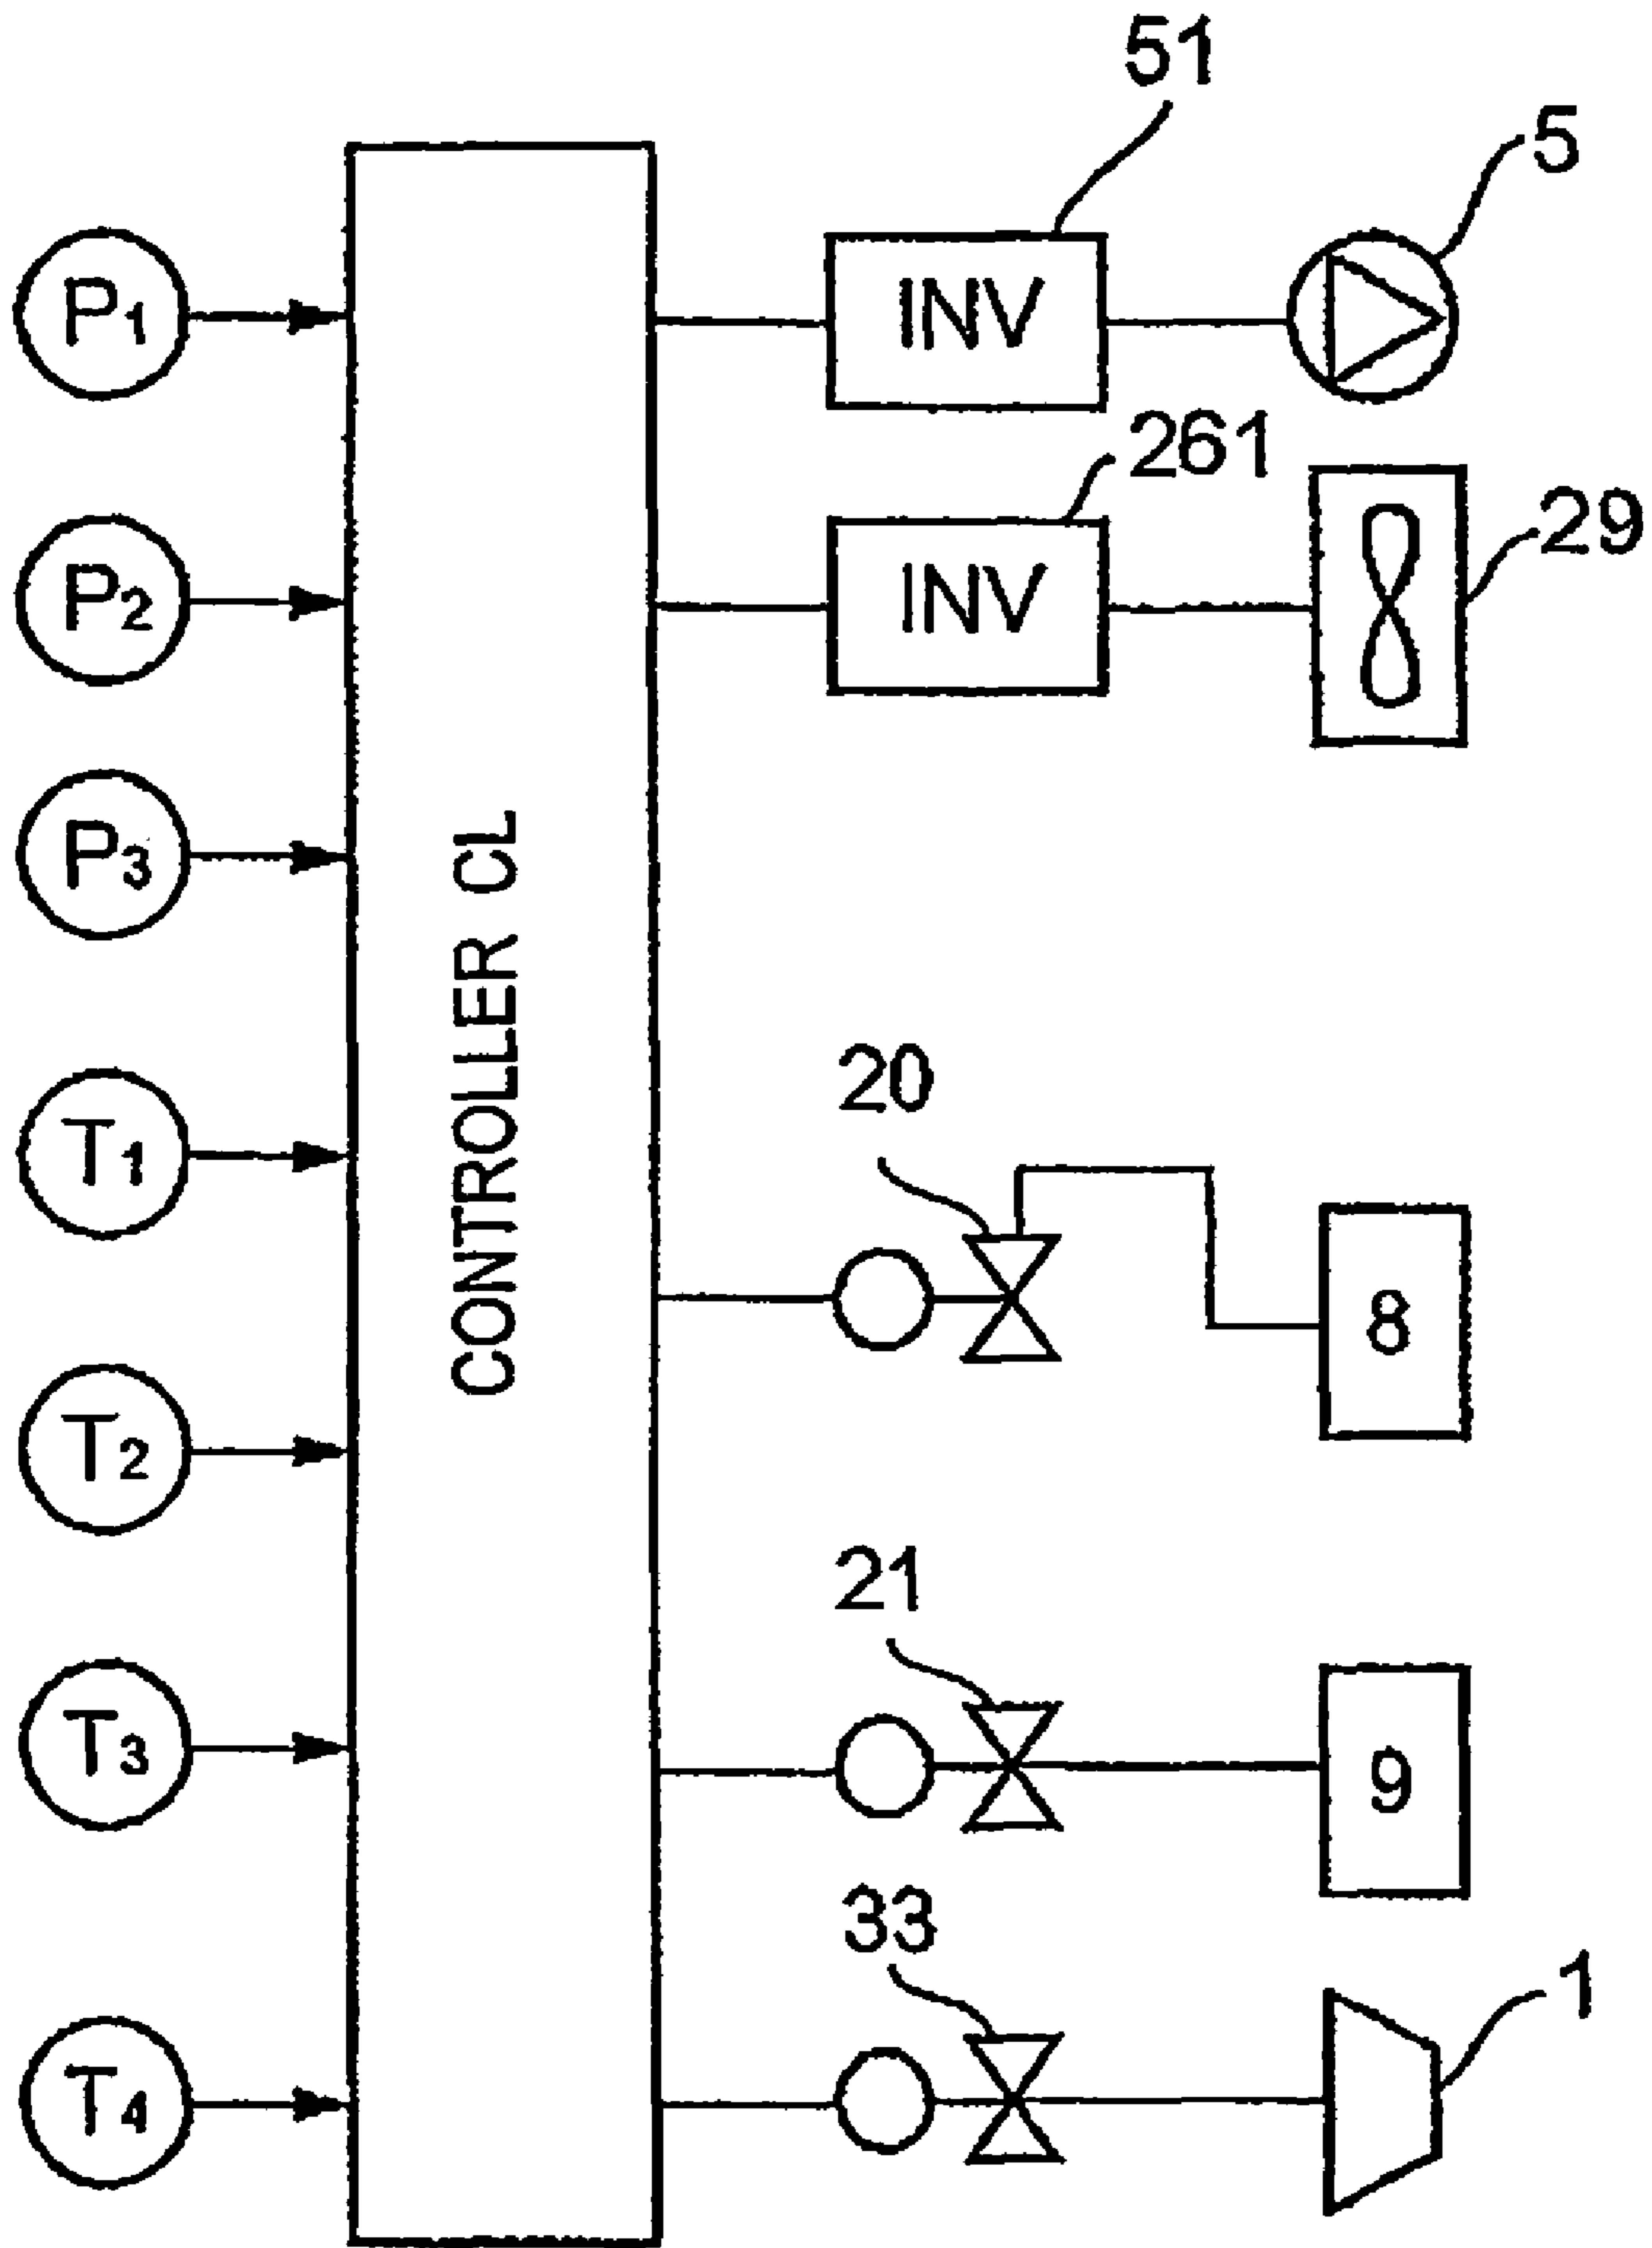 51
5
P1
INV
261
29
P2
INV
P3
CONTROLLER CL
20
T1
8
T2
21
T3
9
33
1
T4